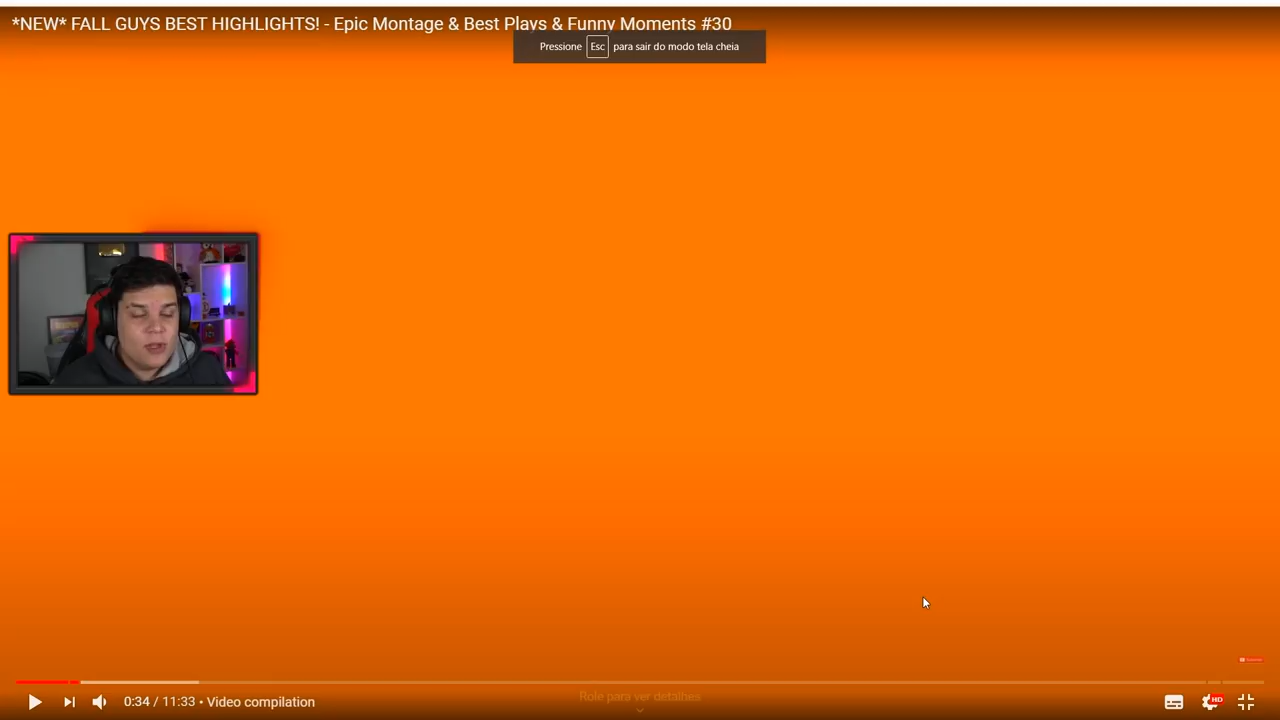 *NEW* FALL GUYS BEST HIGHLIGHTS! - Epic Montage & Best Plays & Funny Moments #30
Pressione Esc para sair do modo tela cheia
Role para ver detalhes
0:34 / 11:33 • Video compilation
HD